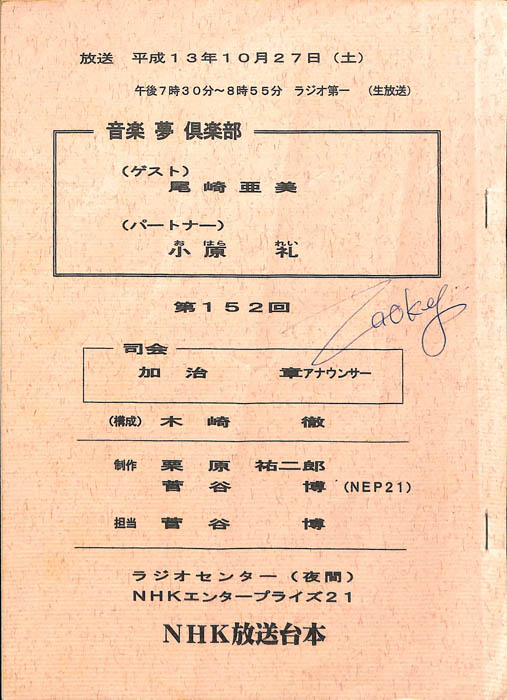 放送 平成13年10月27日(土)
午後7時30分~8時55分 ラジオ第一 (生放送)
音楽 夢 倶楽部
(ゲスト)
尾崎亜美
(パートナー)
お はら れい
小原 礼
第152回
司会
加治 章アナウンサー
(構成) 木崎 徹
制作 栗原 祐二郎
菅谷 博 (NEP21)
担当 菅谷 博
ラジオセンター(夜間)
NHKエンタープライズ21
NHK放送台本